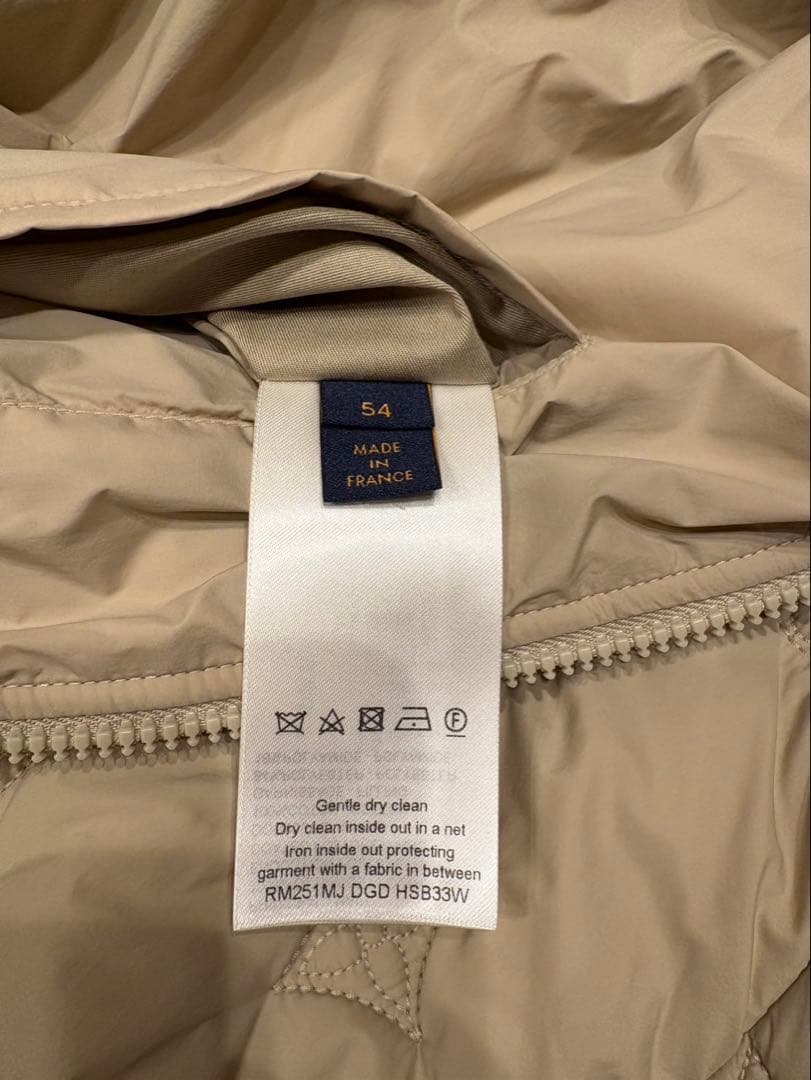 54
MADE
IN
FRANCE
F
Gentle dry clean
Dry clean inside out in a net
Iron inside out protecting
garment with a fabric in between
RM251MJ DGD HSB33W